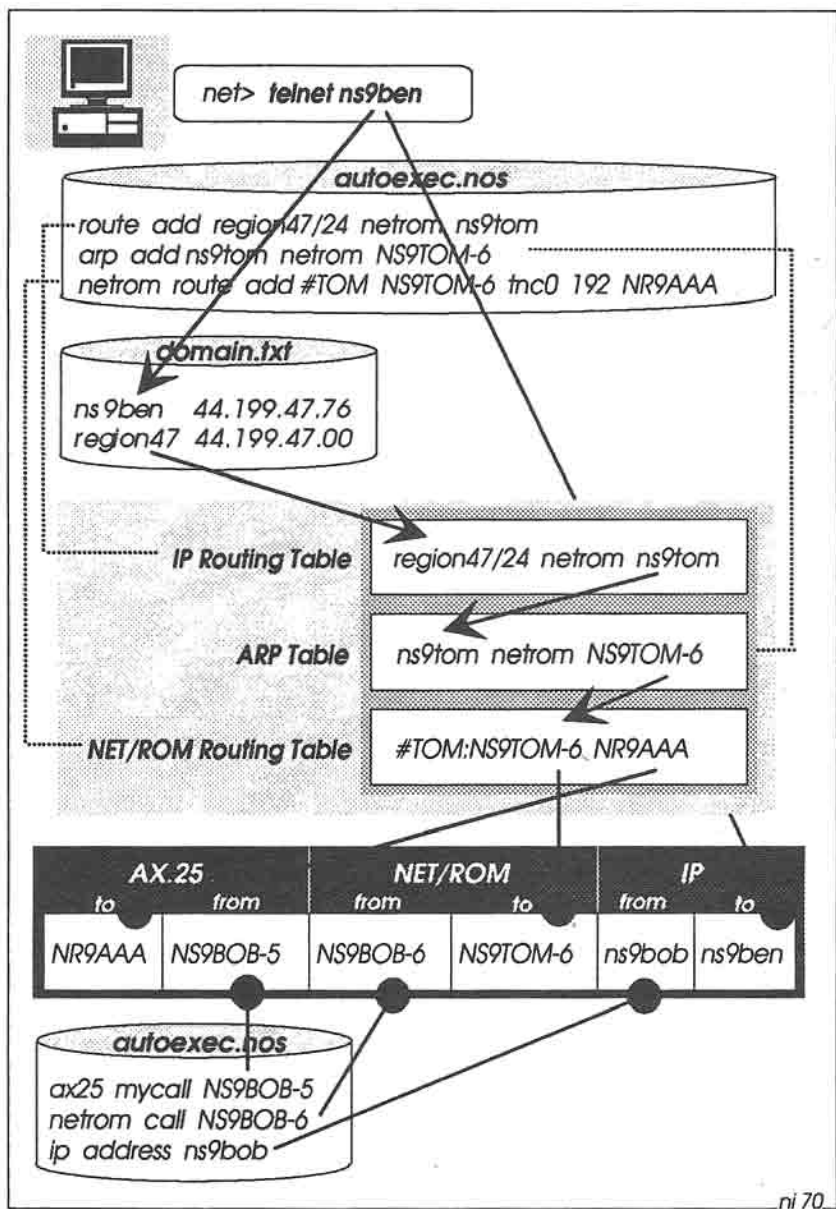 net> telnet ns9ben
autoexec.nos
route add region47/24 netrom ns9tom
arp add ns9tom netrom NS9TOM-6
netrom route add #TOM NS9TOM-6 tnc0 192 NR9AAA
domain.txt
ns9ben 44.199.47.76
region47 44.199.47.00
IP Routing Table
region47/24 netrom ns9tom
ARP Table
ns9tom netrom NS9TOM-6
NET/ROM Routing Table
#TOM:NS9TOM-6 NR9AAA
AX.25 NET/ROM IP
to from from to from to
NR9AAA NS9BOB-5 NS9BOB-6 NS9TOM-6 ns9bob ns9ben
autoexec.nos
ax25 mycall NS9BOB-5
netrom call NS9BOB-6
ip address ns9bob
ni 70